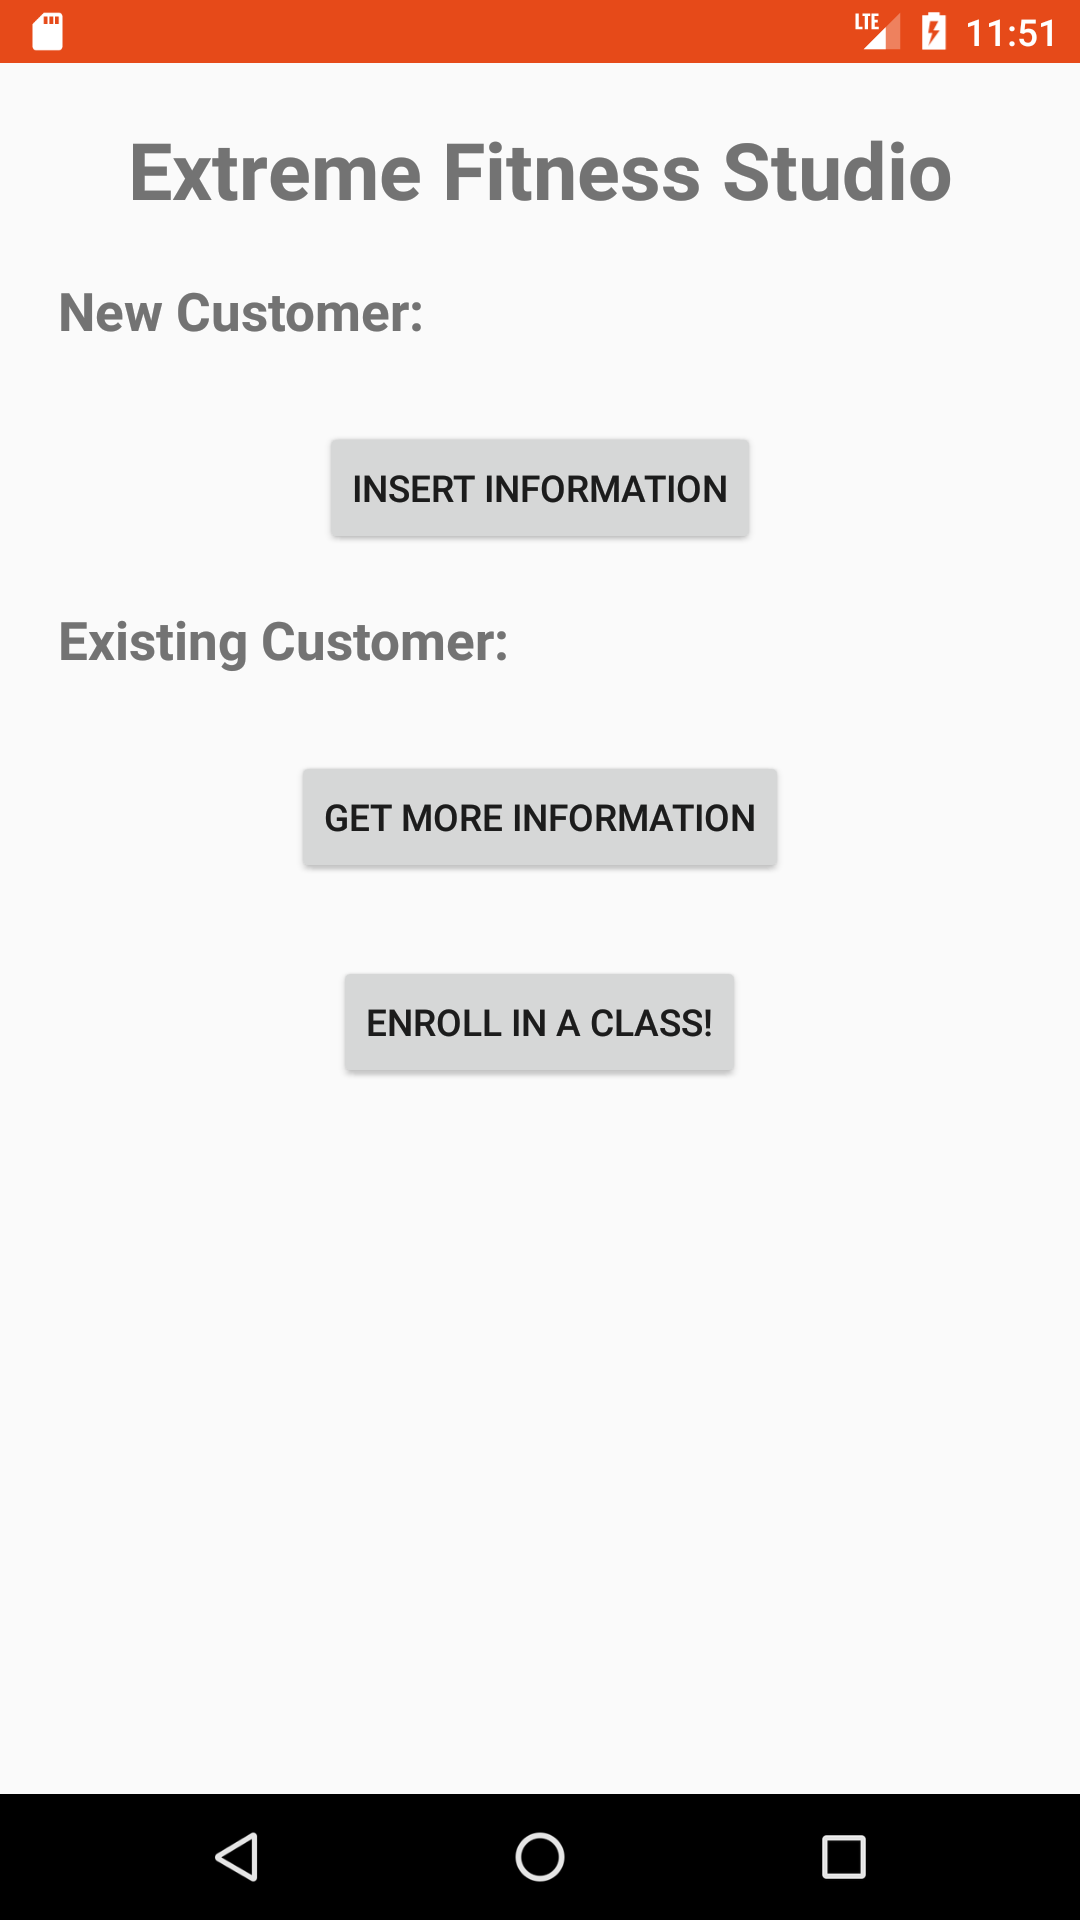 LTE 11:51
Extreme Fitness Studio
New Customer:
INSERT INFORMATION
Existing Customer:
GET MORE INFORMATION
ENROLL IN A CLASS!